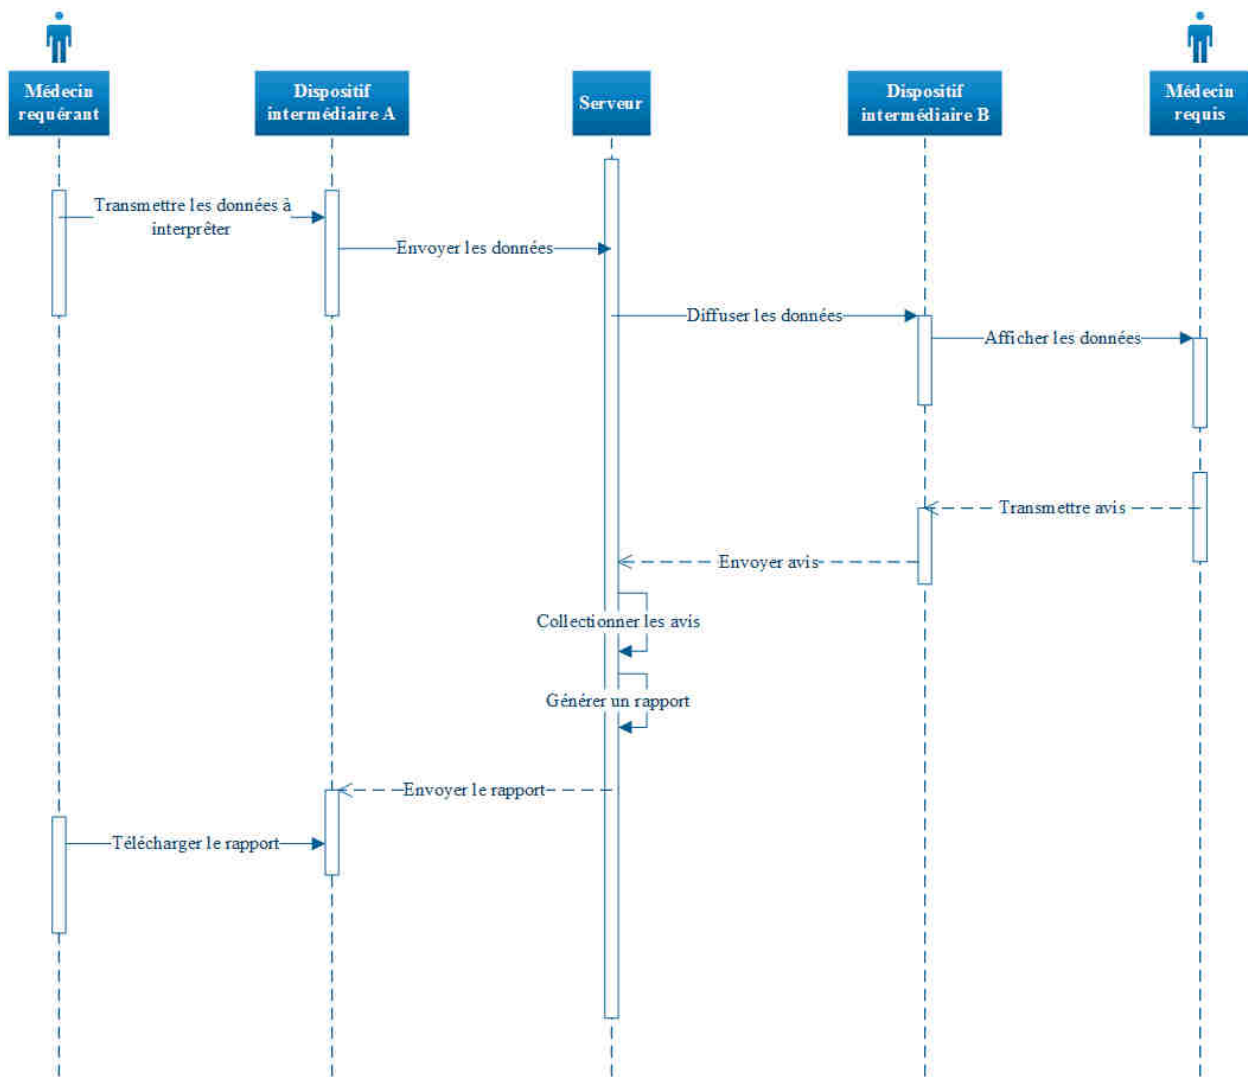 Médecin
requérant
Dispositif
intermédiaire A
Serveur
Dispositif
intermédiaire B
Médecin
requis
Transmettre les données à
interprêter
Envoyer les données
Diffuser les données
Afficher les données
Transmettre avis
Envoyer avis
Collectionner les avis
Générer un rapport
Envoyer le rapport
Télécharger le rapport